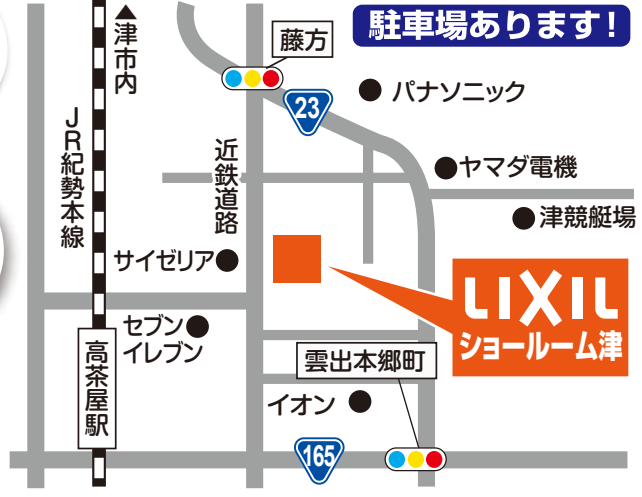 駐車場あります!
▲津市内
藤方
23
パナソニック
JR紀勢本線
近鉄道路
ヤマダ電機
津競艇場
サイゼリア
LIXIL
ショールーム津
セブン
イレブン
高茶屋駅
雲出本郷町
イオン
165